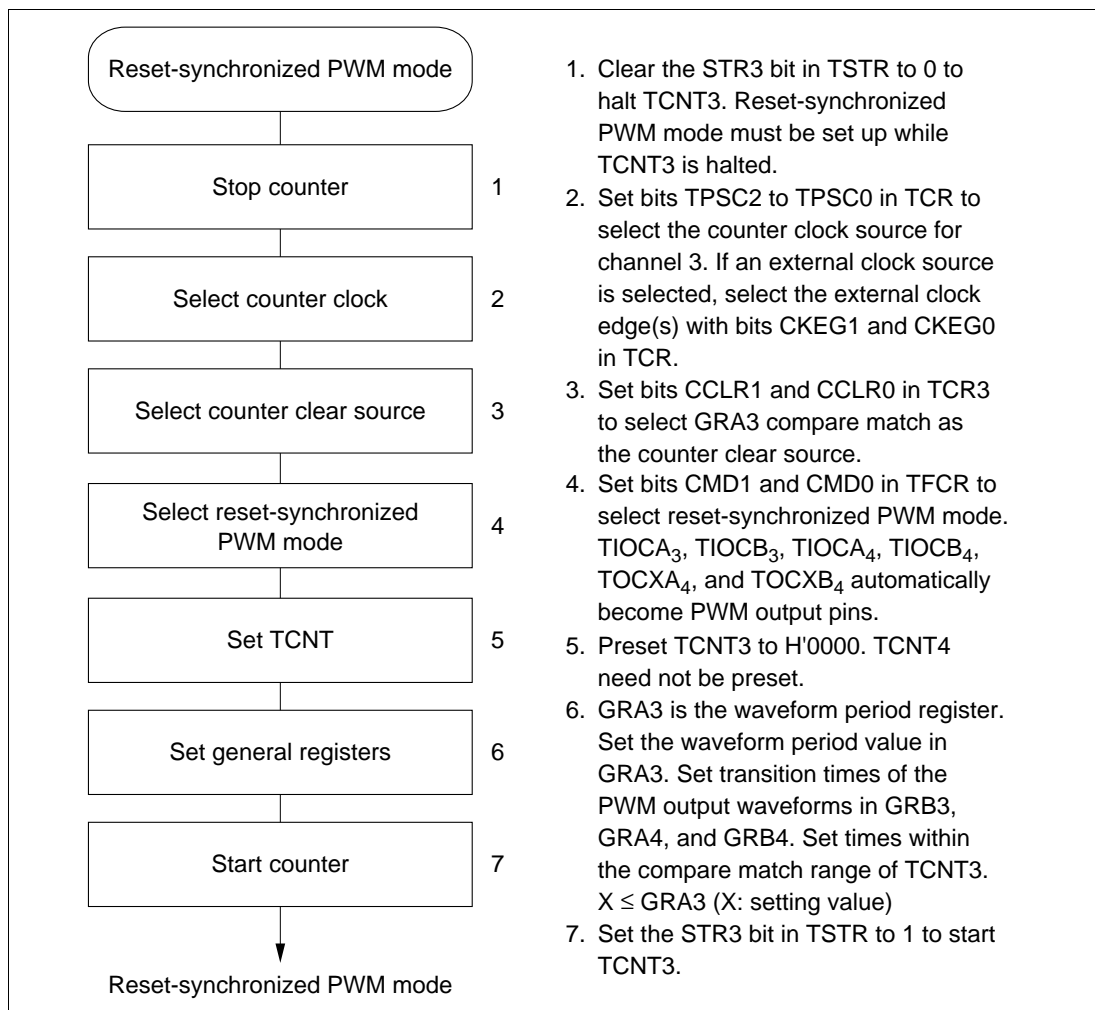 Reset-synchronized PWM mode
Stop counter 1
Select counter clock 2
Select counter clear source 3
Select reset-synchronized
PWM mode 4
Set TCNT 5
Set general registers 6
Start counter 7
Reset-synchronized PWM mode
1. Clear the STR3 bit in TSTR to 0 to
halt TCNT3. Reset-synchronized
PWM mode must be set up while
TCNT3 is halted.
2. Set bits TPSC2 to TPSC0 in TCR to
select the counter clock source for
channel 3. If an external clock source
is selected, select the external clock
edge(s) with bits CKEG1 and CKEG0
in TCR.
3. Set bits CCLR1 and CCLR0 in TCR3
to select GRA3 compare match as
the counter clear source.
4. Set bits CMD1 and CMD0 in TFCR to
select reset-synchronized PWM mode.
TIOCA3, TIOCB3, TIOCA4, TIOCB4,
TOCXA4, and TOCXB4 automatically
become PWM output pins.
5. Preset TCNT3 to H'0000. TCNT4
need not be preset.
6. GRA3 is the waveform period register.
Set the waveform period value in
GRA3. Set transition times of the
PWM output waveforms in GRB3,
GRA4, and GRB4. Set times within
the compare match range of TCNT3.
X ≤ GRA3 (X: setting value)
7. Set the STR3 bit in TSTR to 1 to start
TCNT3.